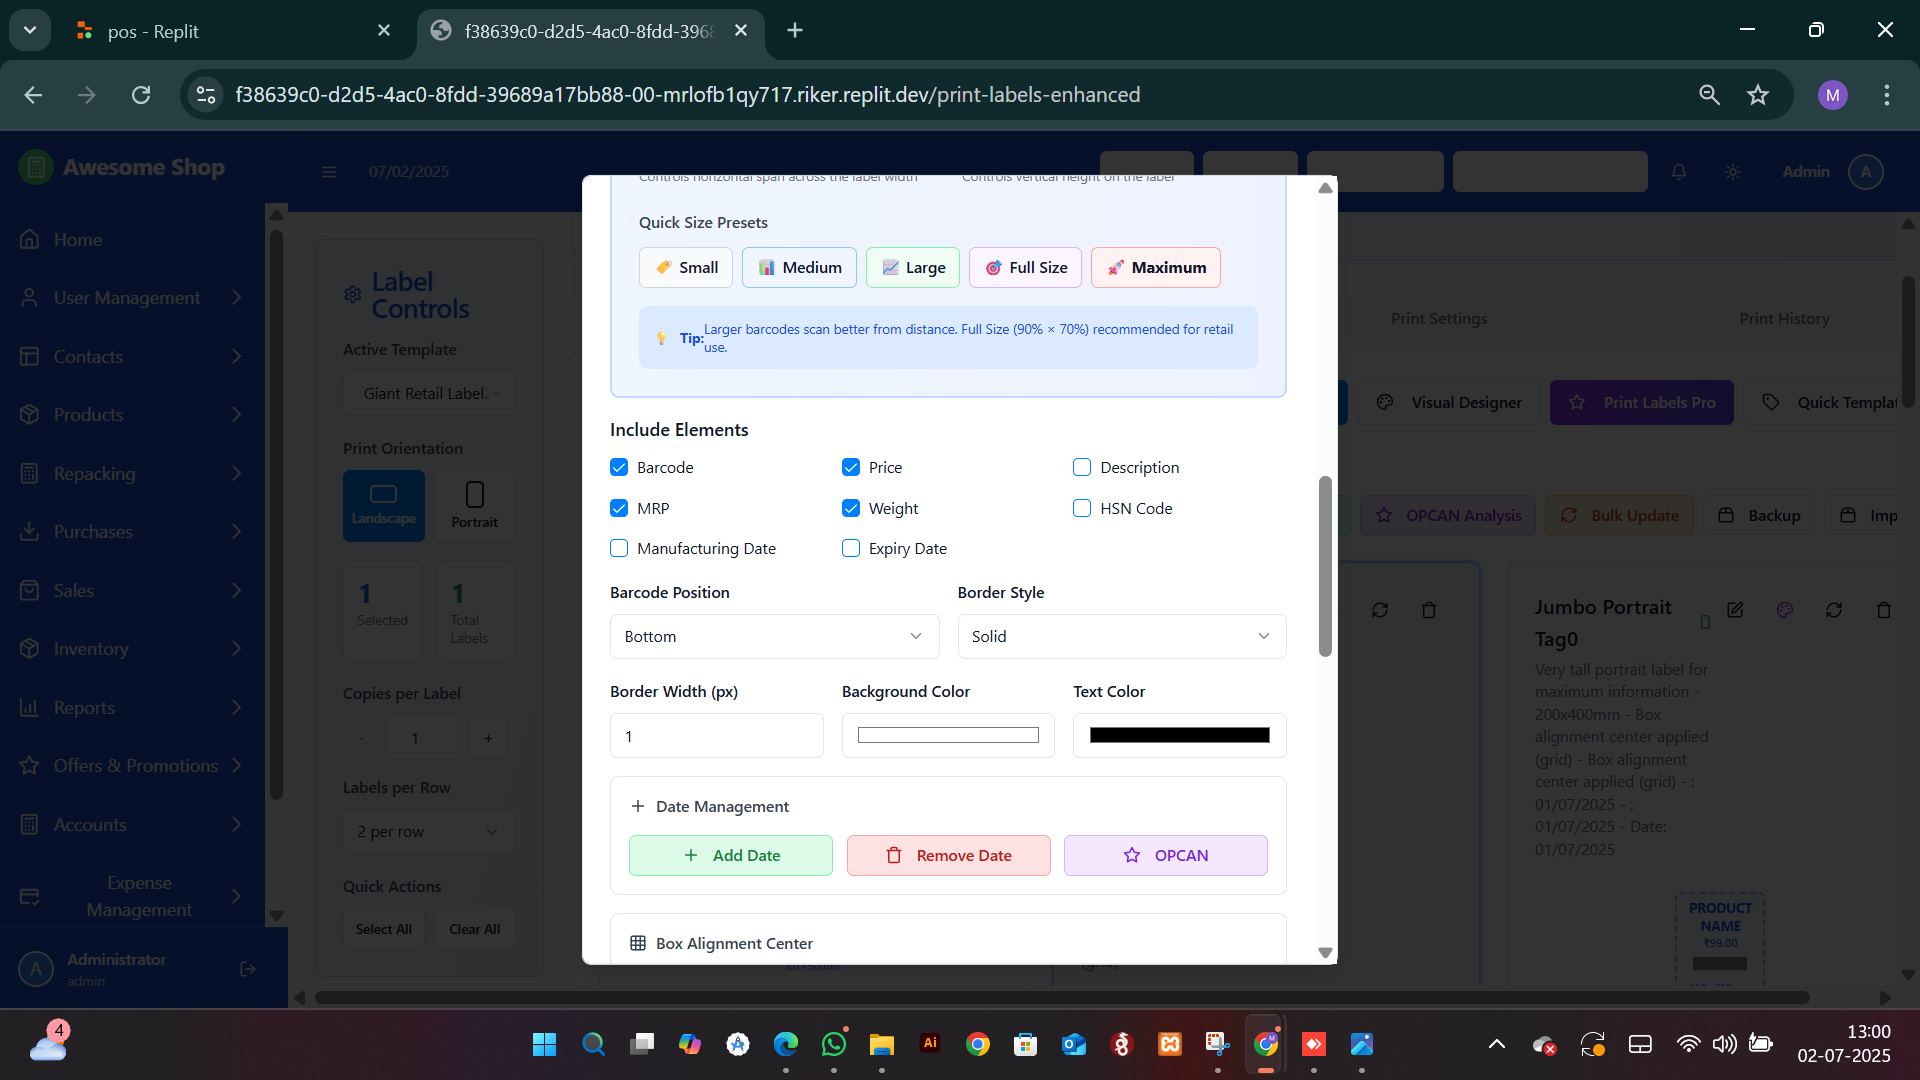 pos - Replit
f38639c0-d2d5-4ac0-8fdd-3968
f38639c0-d2d5-4ac0-8fdd-39689a17bb88-00-mrlofb1qy717.riker.replit.dev/print-labels-enhanced
M
Awesome Shop
07/02/2025
Admin
A
Home
User Management
Contacts
Products
Repacking
Purchases
Sales
Inventory
Reports
Offers & Promotions
Accounts
Expense
Management
A
Administrator
admin
Label
Controls
Active Template
Giant Retail Label..
Print Orientation
Landscape
Portrait
1
Selected
1
Total
Labels
Copies per Label
-
1
+
Labels per Row
2 per row
Quick Actions
Select All
Clear All
Controls horizontal span across the label width
Controls vertical height on the label
Quick Size Presets
Small
Medium
Large
Full Size
Maximum
Tip:
Larger barcodes scan better from distance. Full Size (90% × 70%) recommended for retail
use.
Include Elements
Barcode
Price
Description
MRP
Weight
HSN Code
Manufacturing Date
Expiry Date
Barcode Position
Border Style
Bottom
Solid
Border Width (px)
Background Color
Text Color
1
Date Management
Add Date
Remove Date
OPCAN
Box Alignment Center
Print Settings
Print History
Visual Designer
Print Labels Pro
Quick Templat
OPCAN Analysis
Bulk Update
Backup
Imp
Jumbo Portrait
Tag0
Very tall portrait label for
maximum information -
200x400mm - Box
alignment center applied
(grid) - Box alignment
center applied (grid) - :
01/07/2025 - :
01/07/2025 - Date:
01/07/2025
PRODUCT
NAME
₹99.00
(grid)
4
Ai
13:00
02-07-2025